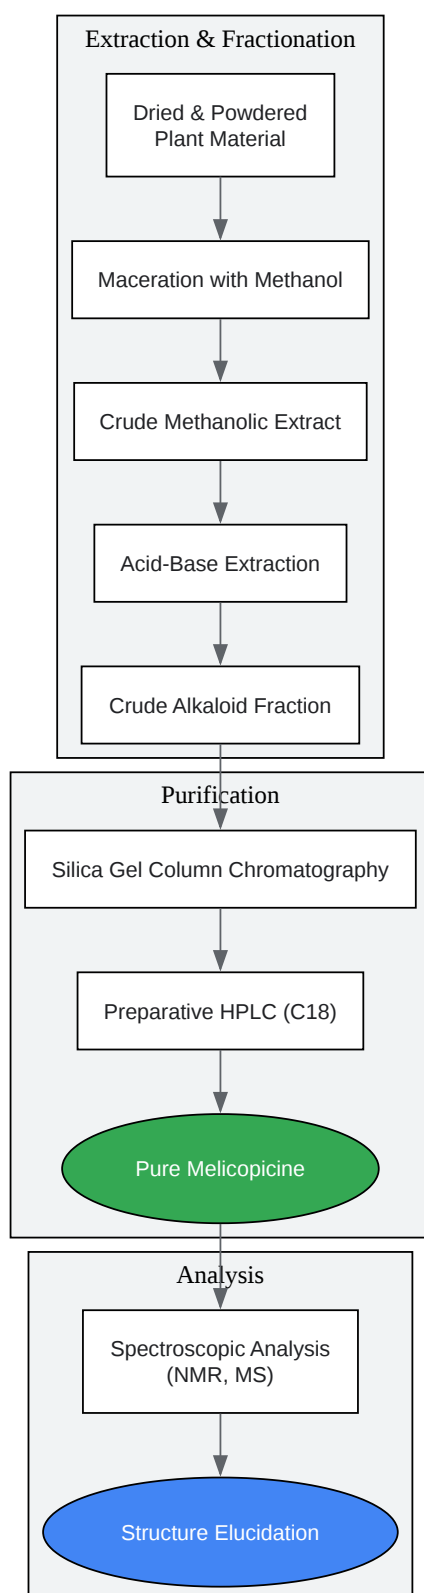 Extraction & Fractionation
Dried & Powdered
Plant Material
Maceration with Methanol
Crude Methanolic Extract
Acid-Base Extraction
Crude Alkaloid Fraction
Purification
Silica Gel Column Chromatography
Preparative HPLC (C18)
Pure Melicopicine
Analysis
Spectroscopic Analysis
(NMR, MS)
Structure Elucidation